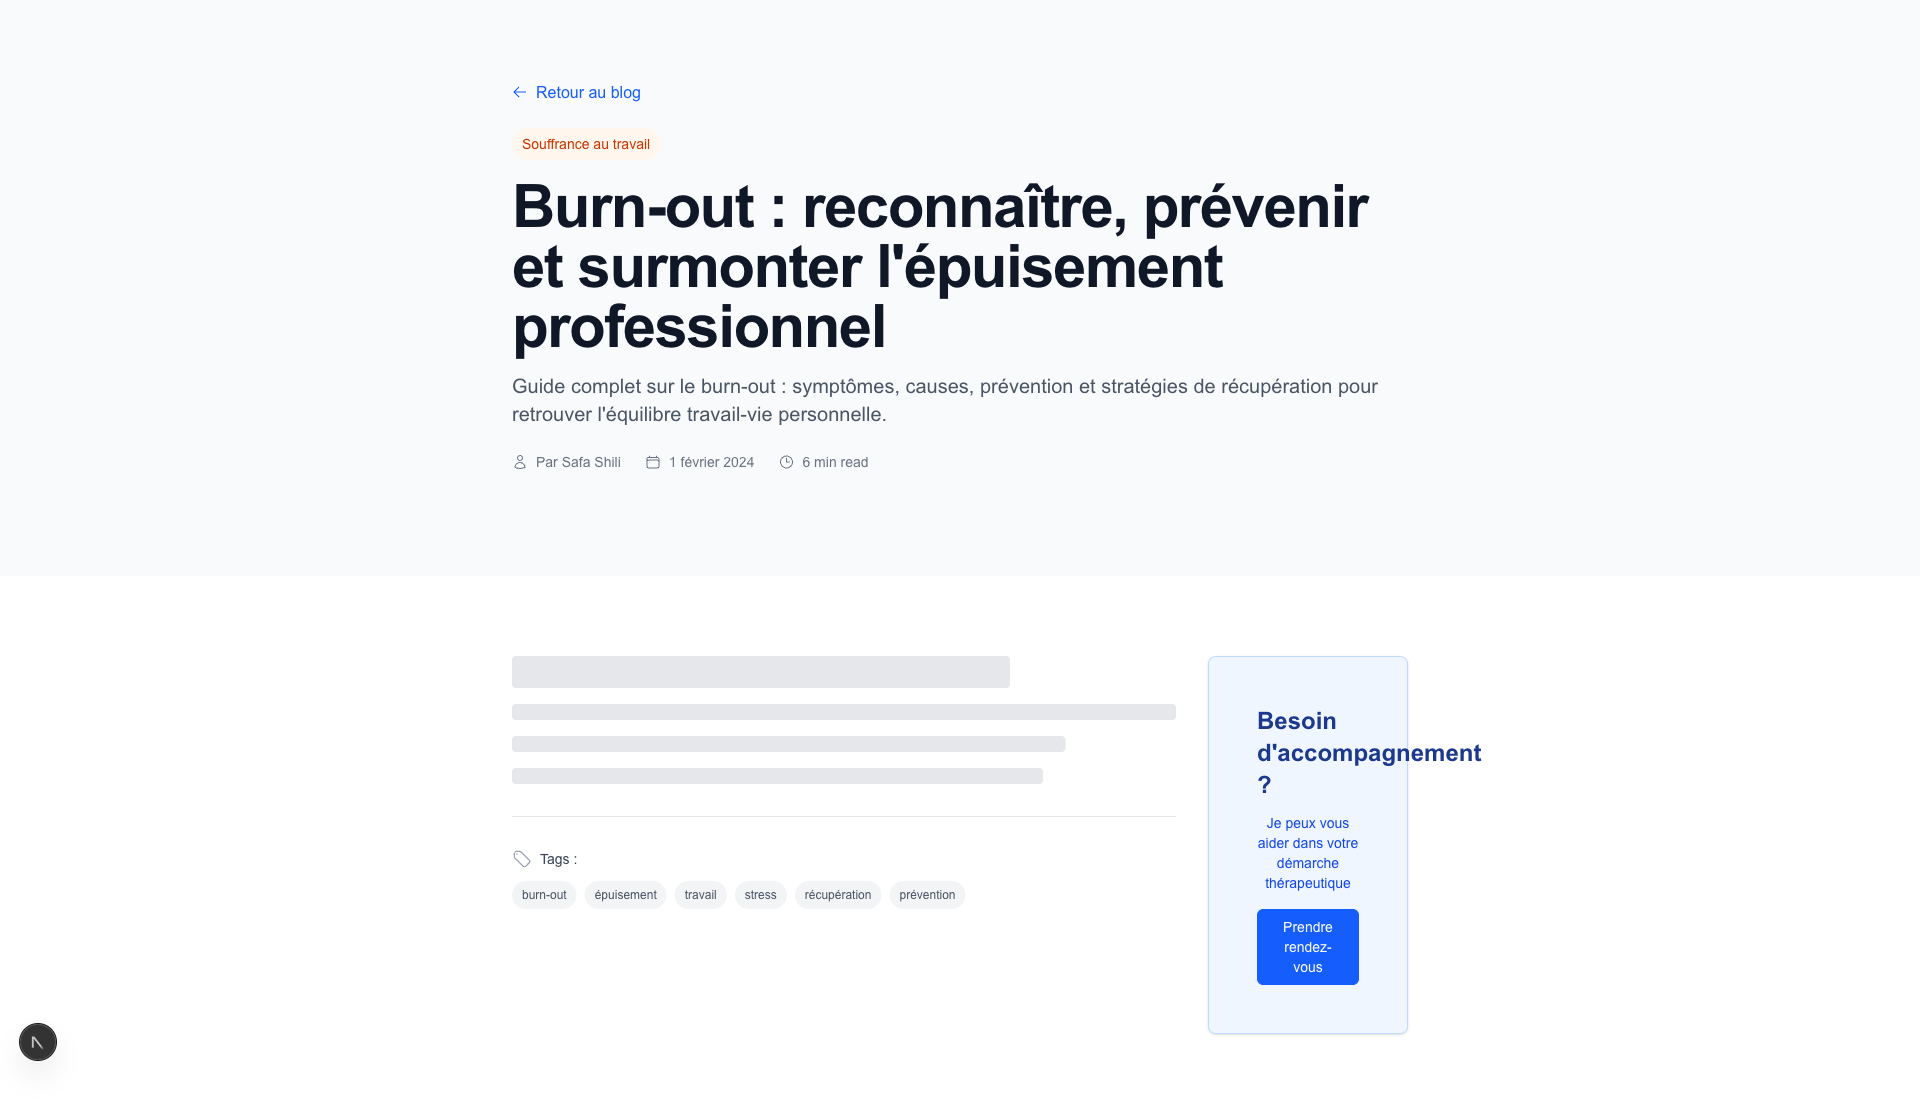 Retour au blog
Souffrance au travail
Burn-out : reconnaître, prévenir
et surmonter l'épuisement
professionnel
Guide complet sur le burn-out : symptômes, causes, prévention et stratégies de récupération pour
retrouver l'équilibre travail-vie personnelle.
Par Safa Shili 1 février 2024 6 min read
Tags :
burn-out épuisement travail stress récupération prévention
Besoin
d'accompagnement
?
Je peux vous
aider dans votre
démarche
thérapeutique
Prendre
rendez-
vous